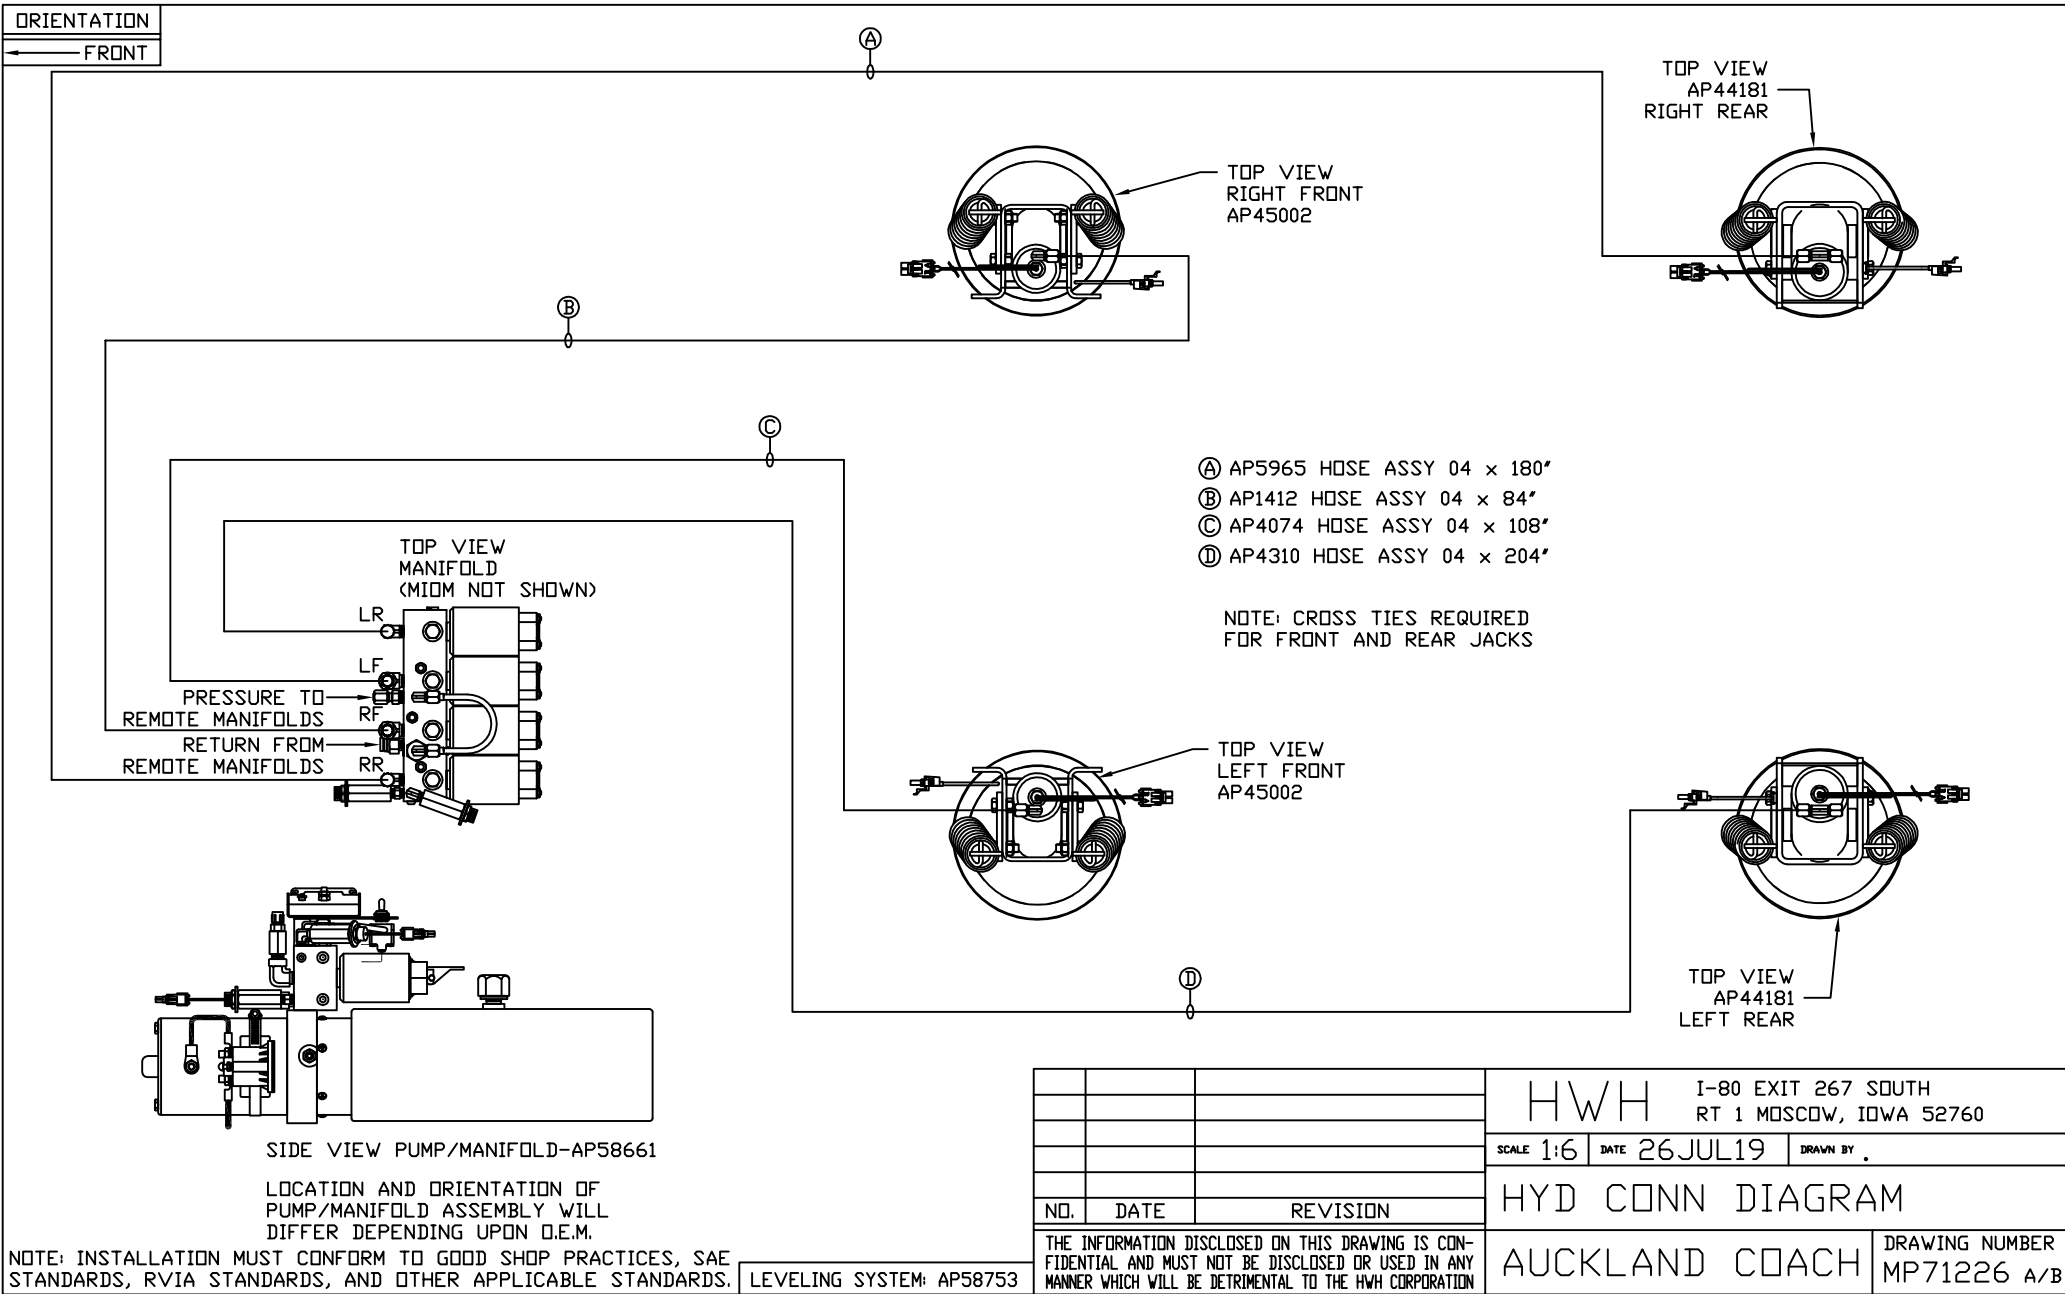 ORIENTATION
FRONT
A
TOP VIEW
AP44181
RIGHT REAR
TOP VIEW
RIGHT FRONT
AP45002
B
C
A AP5965 HOSE ASSY 04 x 180"
B AP1412 HOSE ASSY 04 x 84"
C AP4074 HOSE ASSY 04 x 108"
D AP4310 HOSE ASSY 04 x 204"
NOTE: CROSS TIES REQUIRED
FOR FRONT AND REAR JACKS
TOP VIEW
MANIFOLD
(MIOM NOT SHOWN)
LR
LF
PRESSURE TO
REMOTE MANIFOLDS
RF
RETURN FROM
REMOTE MANIFOLDS
RR
TOP VIEW
LEFT FRONT
AP45002
D
TOP VIEW
AP44181
LEFT REAR
SIDE VIEW PUMP/MANIFOLD-AP58661
LOCATION AND ORIENTATION OF
PUMP/MANIFOLD ASSEMBLY WILL
DIFFER DEPENDING UPON O.E.M.
NOTE: INSTALLATION MUST CONFORM TO GOOD SHOP PRACTICES, SAE
STANDARDS, RVIA STANDARDS, AND OTHER APPLICABLE STANDARDS.
LEVELING SYSTEM: AP58753
NO. DATE REVISION
THE INFORMATION DISCLOSED ON THIS DRAWING IS CON-
FIDENTIAL AND MUST NOT BE DISCLOSED OR USED IN ANY
MANNER WHICH WILL BE DETRIMENTAL TO THE HWH CORPORATION
HWH
I-80 EXIT 267 SOUTH
RT 1 MOSCOW, IOWA 52760
SCALE 1:6 DATE 26JUL19 DRAWN BY .
HYD CONN DIAGRAM
AUCKLAND COACH
DRAWING NUMBER
MP71226 A/B